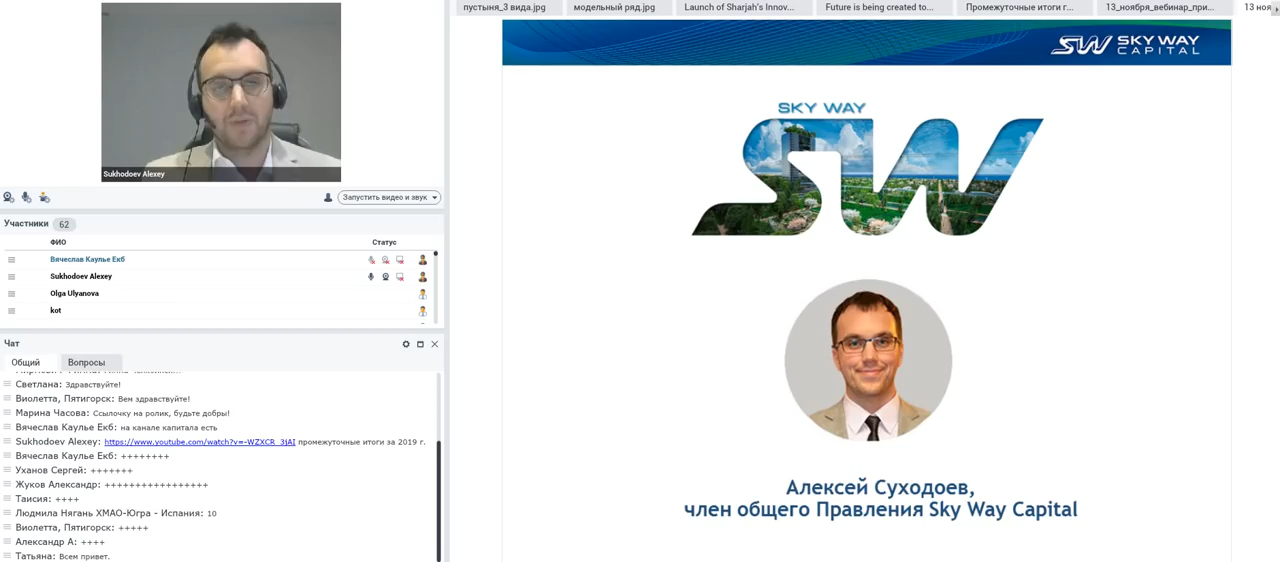 пустыня_3 вида.jpg
модельный ряд.jpg
Launch of Sharjah's Innov...
Future is being created to...
Промежуточные итоги г...
13_ноября_вебинар_при...
13 ноя
SKY WAY
CAPITAL
SKY WAY
Sukhodoev Alexey
Запустить видео и звук
Участники 62
ФИО Статус
Вячеслав Каулье Екб
Sukhodoev Alexey
Olga Ulyanova
kot
Чат
Общий Вопросы
Светлана: Здравствуйте!
Виолетта, Пятигорск: Вем здравствуйте!
Марина Часова: Ссылочку на ролик, будьте добры!
Вячеслав Каулье Екб: на канале капитала есть
Sukhodoev Alexey: https://www.youtube.com/watch?v=-WZXCR_3jAI промежуточные итоги за 2019 г.
Вячеслав Каулье Екб: ++++++++
Уханов Сергей: +++++++
Жуков Александр: +++++++++++++++++
Таисия: ++++
Людмила Нягань ХМАО-Югра - Испания: 10
Виолетта, Пятигорск: +++++
Александр А: ++++
Татьяна: Всем привет.
Алексей Суходоев,
член общего Правления Sky Way Capital